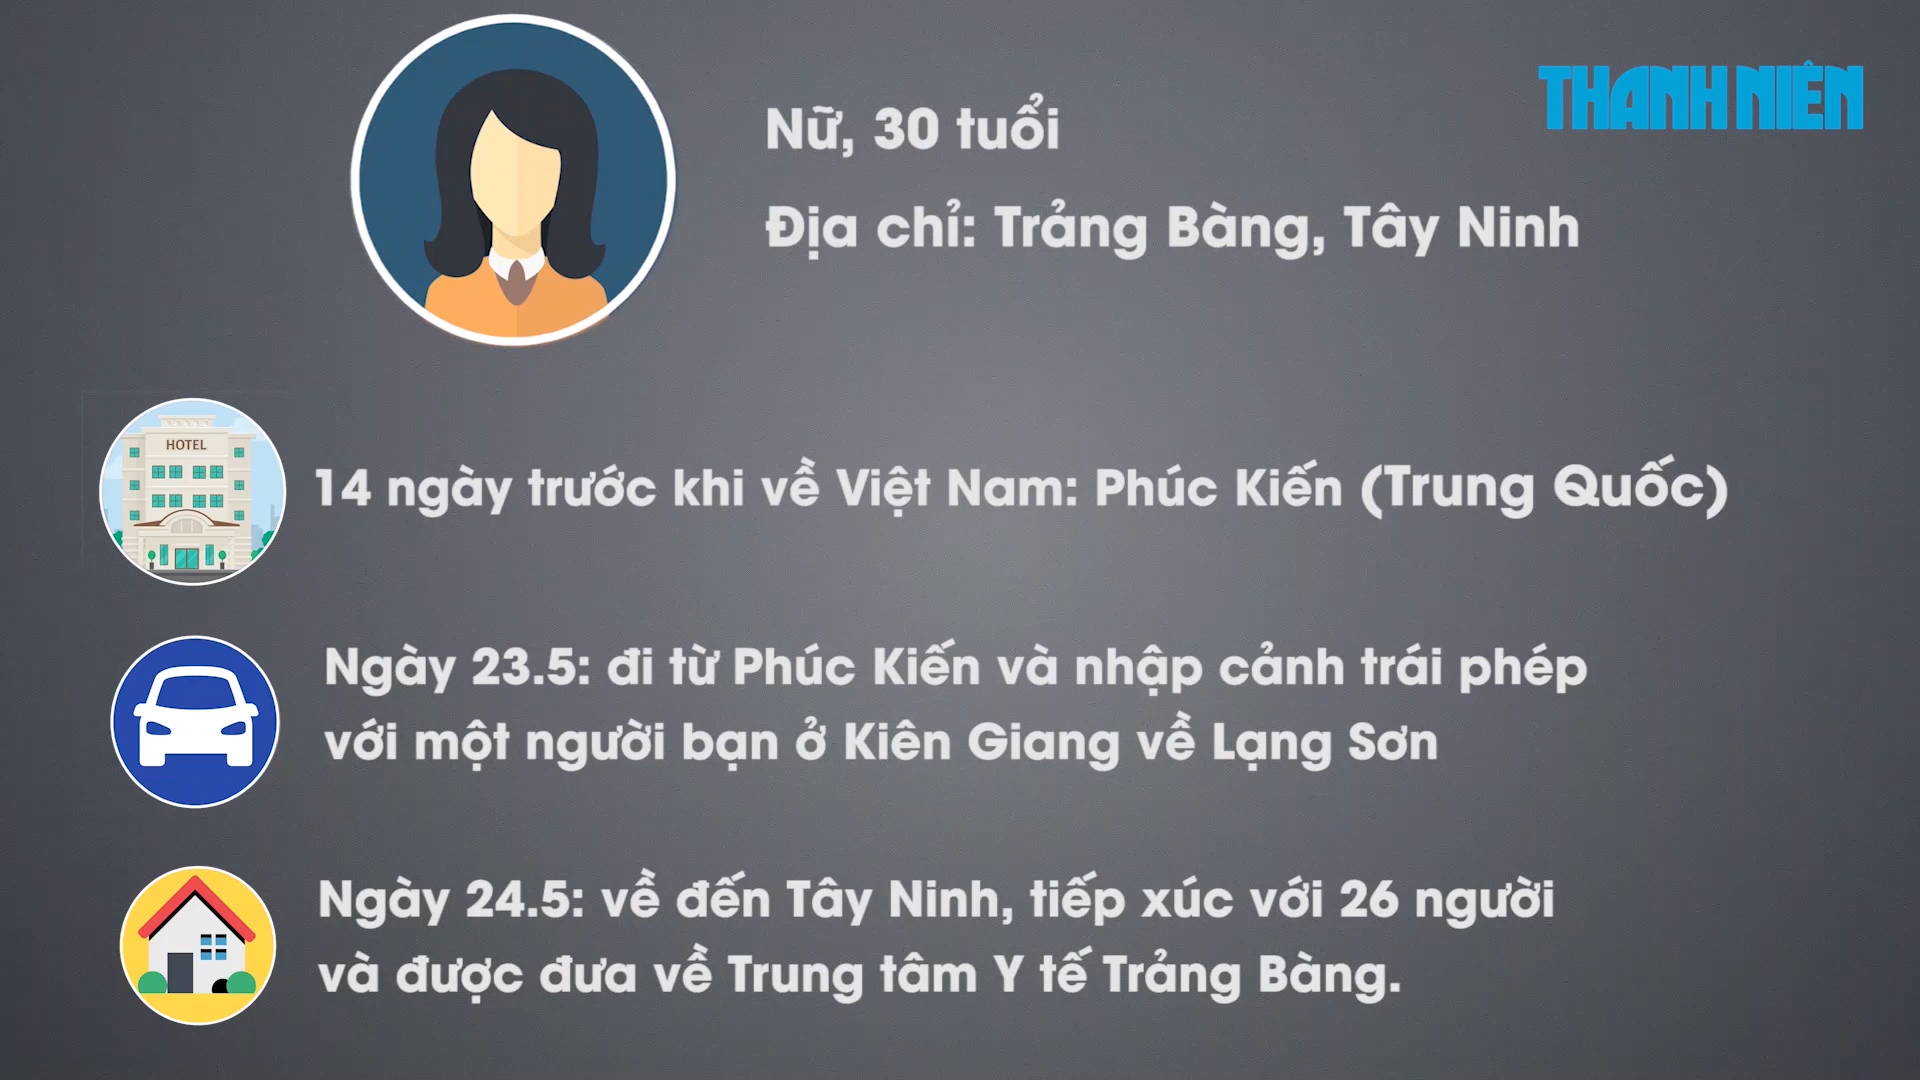 THANH NIÊN
Nữ, 30 tuổi
Địa chỉ: Trảng Bàng, Tây Ninh
HOTEL
14 ngày trước khi về Việt Nam: Phúc Kiến (Trung Quốc)
Ngày 23.5: đi từ Phúc Kiến và nhập cảnh trái phép
với một người bạn ở Kiên Giang về Lạng Sơn
Ngày 24.5: về đến Tây Ninh, tiếp xúc với 26 người
và được đưa về Trung tâm Y tế Trảng Bàng.